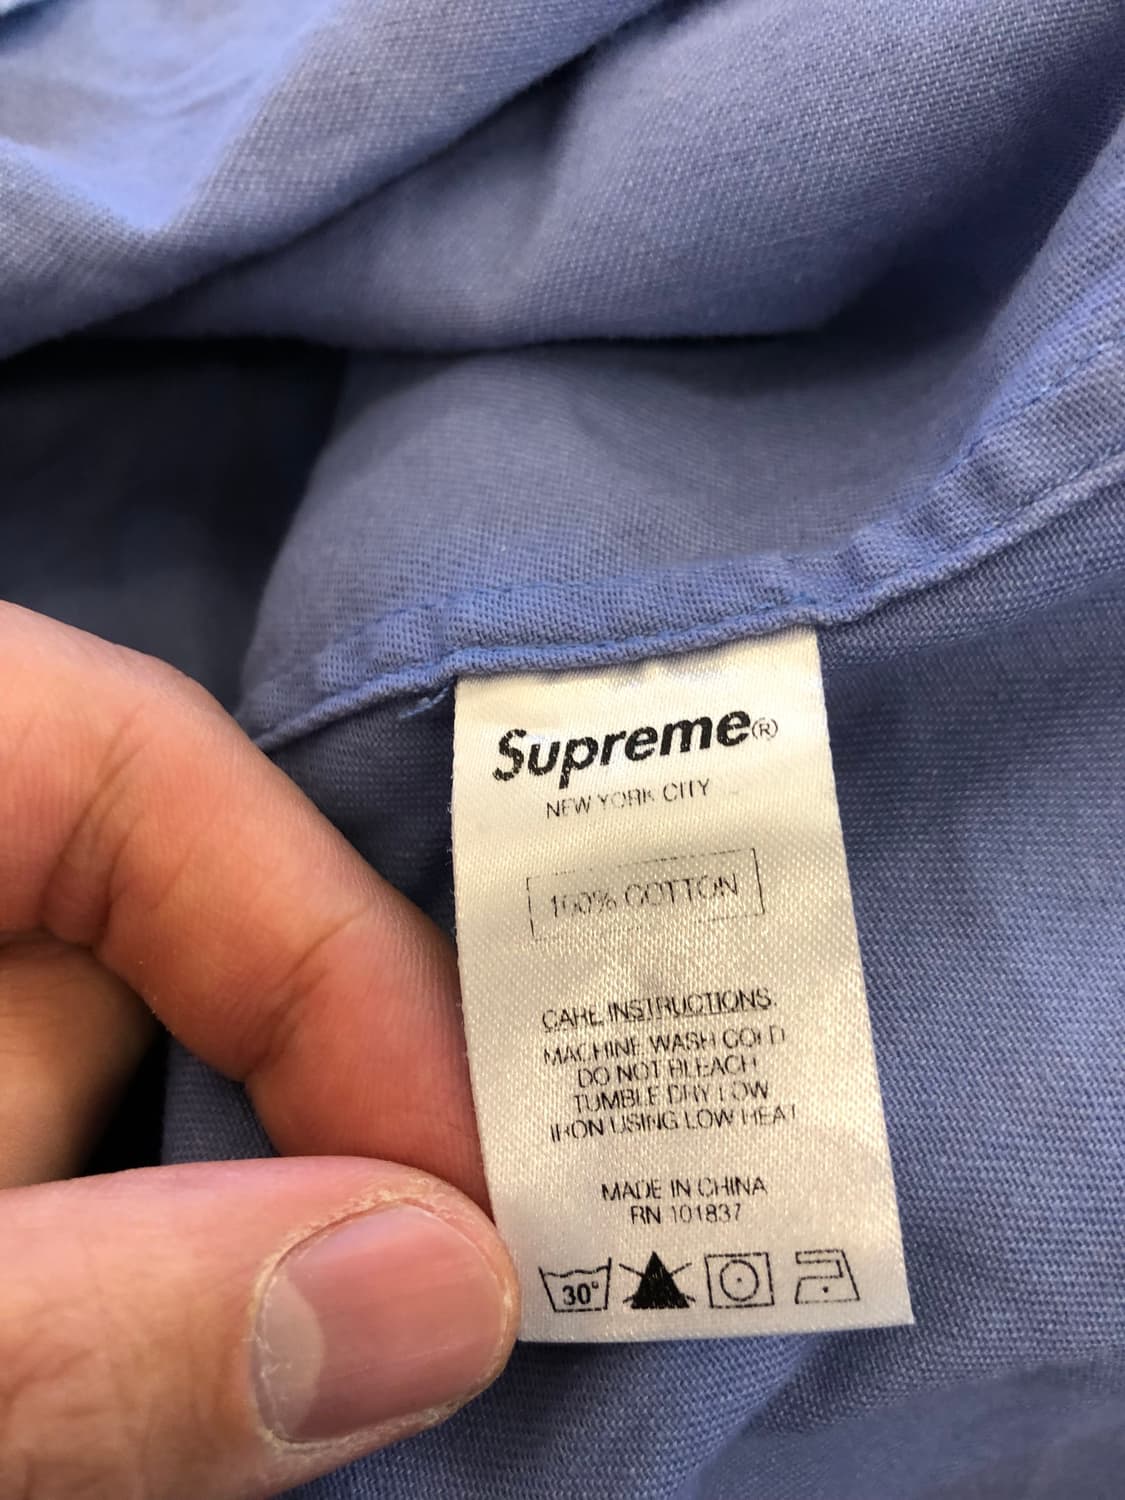 Supreme®
NEW YORK CITY
100% COTTON
CARE INSTRUCTIONS:
MACHINE WASH COLD
DO NOT BLEACH
TUMBLE DRY LOW
IRON USING LOW HEAT
MADE IN CHINA
RN 101837
30°